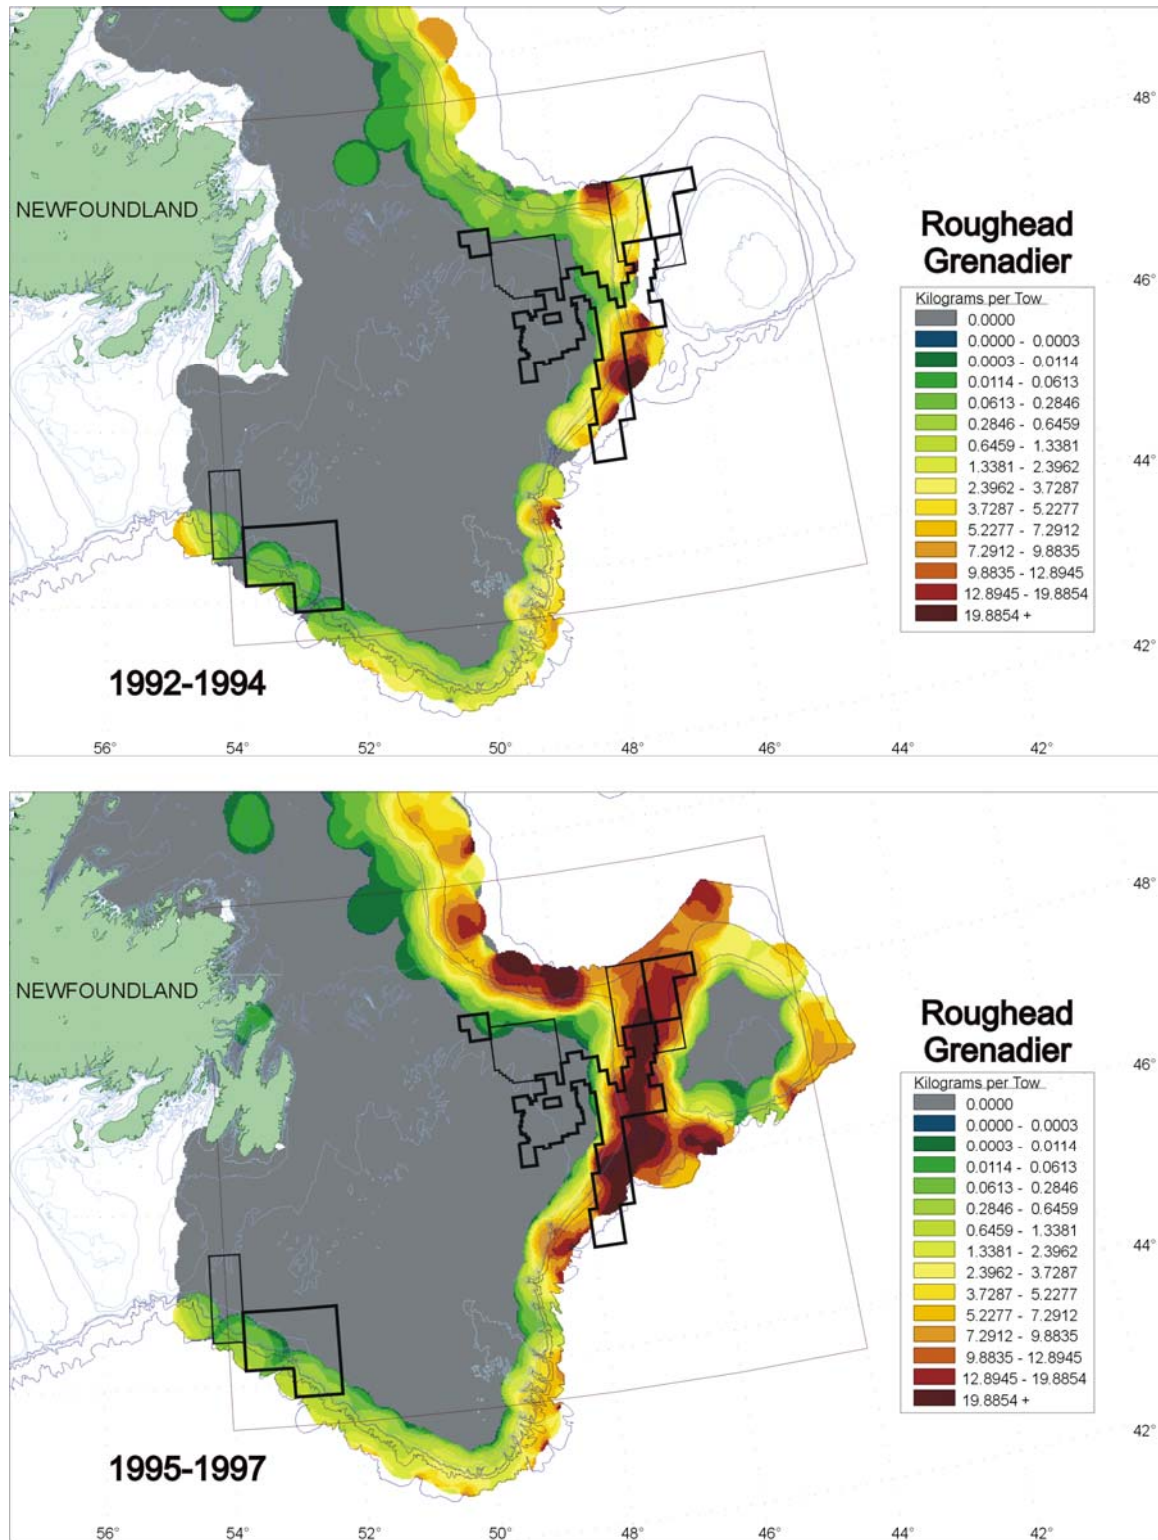 48°
NEWFOUNDLAND
Roughead
Grenadier
46°
Kilograms per Tow
0.0000
0.0000 - 0.0003
0.0003 - 0.0114
0.0114 - 0.0613
0.0613 - 0.2846
0.2846 - 0.6459
0.6459 - 1.3381
1.3381 - 2.3962
2.3962 - 3.7287
3.7287 - 5.2277
5.2277 - 7.2912
7.2912 - 9.8835
9.8835 - 12.8945
12.8945 - 19.8854
19.8854 +
44°
42°
1992-1994
56° 54° 52° 50° 48° 46° 44° 42°
48°
NEWFOUNDLAND
Roughead
Grenadier
46°
Kilograms per Tow
0.0000
0.0000 - 0.0003
0.0003 - 0.0114
0.0114 - 0.0613
0.0613 - 0.2846
0.2846 - 0.6459
0.6459 - 1.3381
1.3381 - 2.3962
2.3962 - 3.7287
3.7287 - 5.2277
5.2277 - 7.2912
7.2912 - 9.8835
9.8835 - 12.8945
12.8945 - 19.8854
19.8854 +
44°
42°
1995-1997
56° 54° 52° 50° 48° 46° 44° 42°